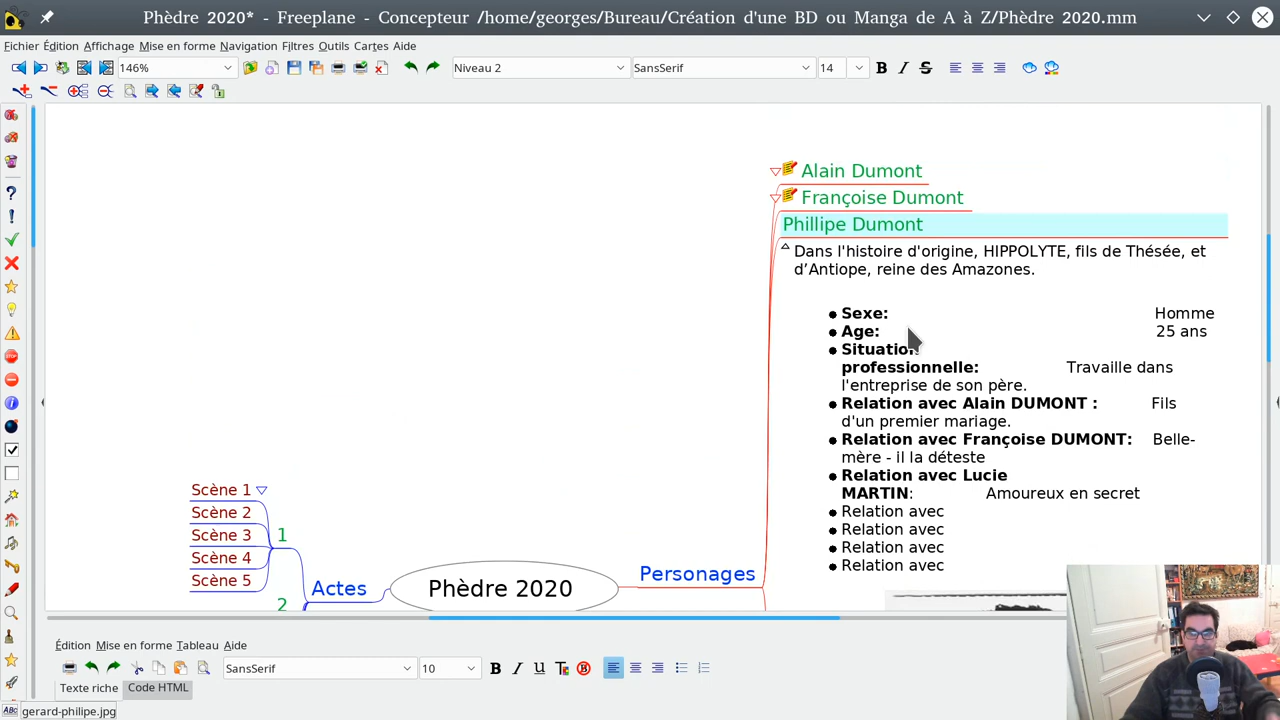 Phèdre 2020* - Freeplane - Concepteur /home/georges/Bureau/Création d'une BD ou Manga de A à Z/Phèdre 2020.mm
Fichier Édition Affichage Mise en forme Navigation Filtres Outils Cartes Aide
146% Niveau 2 SansSerif 14 B I S
Alain Dumont
Françoise Dumont
Phillipe Dumont
Dans l'histoire d'origine, HIPPOLYTE, fils de Thésée, et
d’Antiope, reine des Amazones.
Sexe: Homme
Age: 25 ans
Situation
professionnelle: Travaille dans
l'entreprise de son père.
Relation avec Alain DUMONT : Fils
d'un premier mariage.
Relation avec Françoise DUMONT: Belle-
mère - il la déteste
Relation avec Lucie
MARTIN: Amoureux en secret
Relation avec
Relation avec
Relation avec
Relation avec
Scène 1
Scène 2
Scène 3
Scène 4
Scène 5
1
2
Actes
Phèdre 2020
Personages
Édition Mise en forme Tableau Aide
SansSerif 10 B I U T B
Texte riche Code HTML
ABC gerard-philipe.jpg